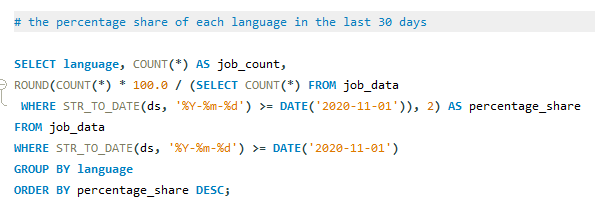 # the percentage share of each language in the last 30 days
SELECT language, COUNT(*) AS job_count,
ROUND(COUNT(*) * 100.0 / (SELECT COUNT(*) FROM job_data
WHERE STR_TO_DATE(ds, '%Y-%m-%d') >= DATE('2020-11-01')), 2) AS percentage_share
FROM job_data
WHERE STR_TO_DATE(ds, '%Y-%m-%d') >= DATE('2020-11-01')
GROUP BY language
ORDER BY percentage_share DESC;